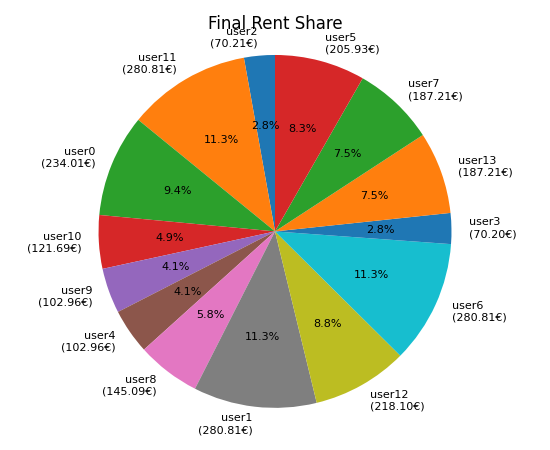 Final Rent Share
user2
(70.21€)
user11
(280.81€)
user0
(234.01€)
user10
(121.69€)
user9
(102.96€)
user4
(102.96€)
user8
(145.09€)
user1
(280.81€)
user12
(218.10€)
user6
(280.81€)
user3
(70.20€)
user13
(187.21€)
user7
(187.21€)
user5
(205.93€)
2.8%
11.3%
9.4%
4.9%
4.1%
4.1%
5.8%
11.3%
8.8%
11.3%
2.8%
7.5%
7.5%
8.3%